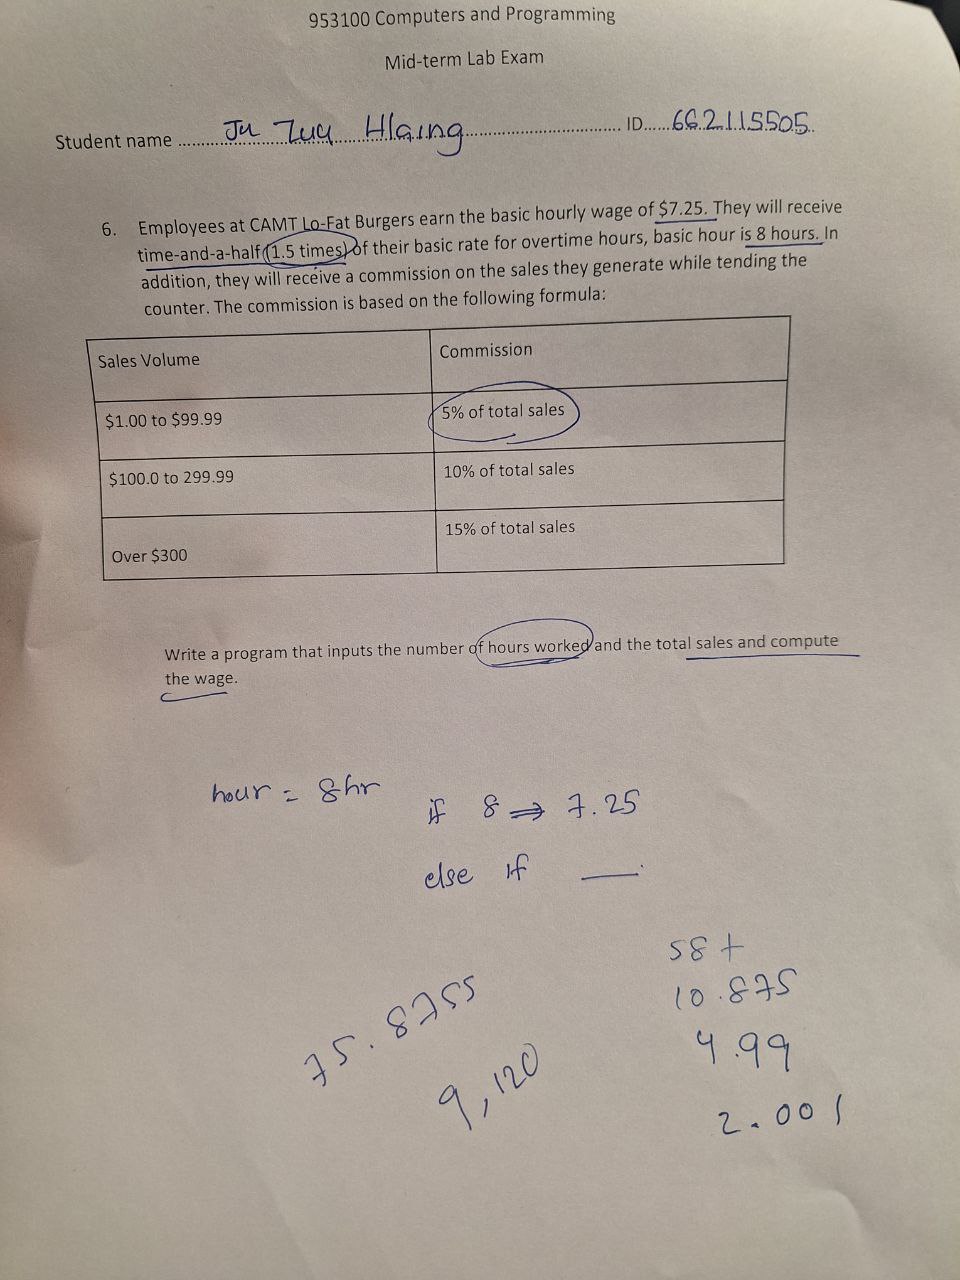 953100 Computers and Programming
Mid-term Lab Exam
Student name ........ Hlaing ........ ID...... 662115505
6. Employees at CAMT Lo-Fat Burgers earn the basic hourly wage of $7.25. They will receive
time-and-a-half (1.5 times) of their basic rate for overtime hours, basic hour is 8 hours. In
addition, they will receive a commission on the sales they generate while tending the
counter. The commission is based on the following formula:
Sales Volume Commission
$1.00 to $99.99 5% of total sales
$100.0 to 299.99 10% of total sales
Over $300 15% of total sales
Write a program that inputs the number of hours worked and the total sales and compute
the wage.
hour = 8hr
if 8 ⇒ 7.25
else if __.
58 +
10.875
75.8755
4.99
9,120
2.001